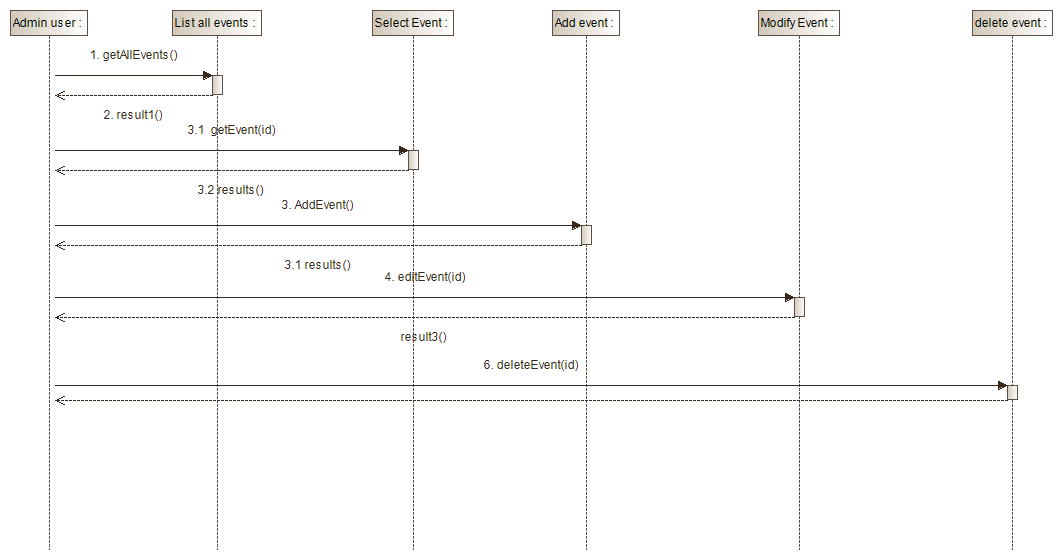 Admin user :
List all events :
Select Event :
Add event :
Modify Event :
delete event :
1. getAllEvents()
2. result1()
3.1 getEvent(id)
3.2 results()
3. AddEvent()
3.1 results()
4. editEvent(id)
result3()
6. deleteEvent(id)